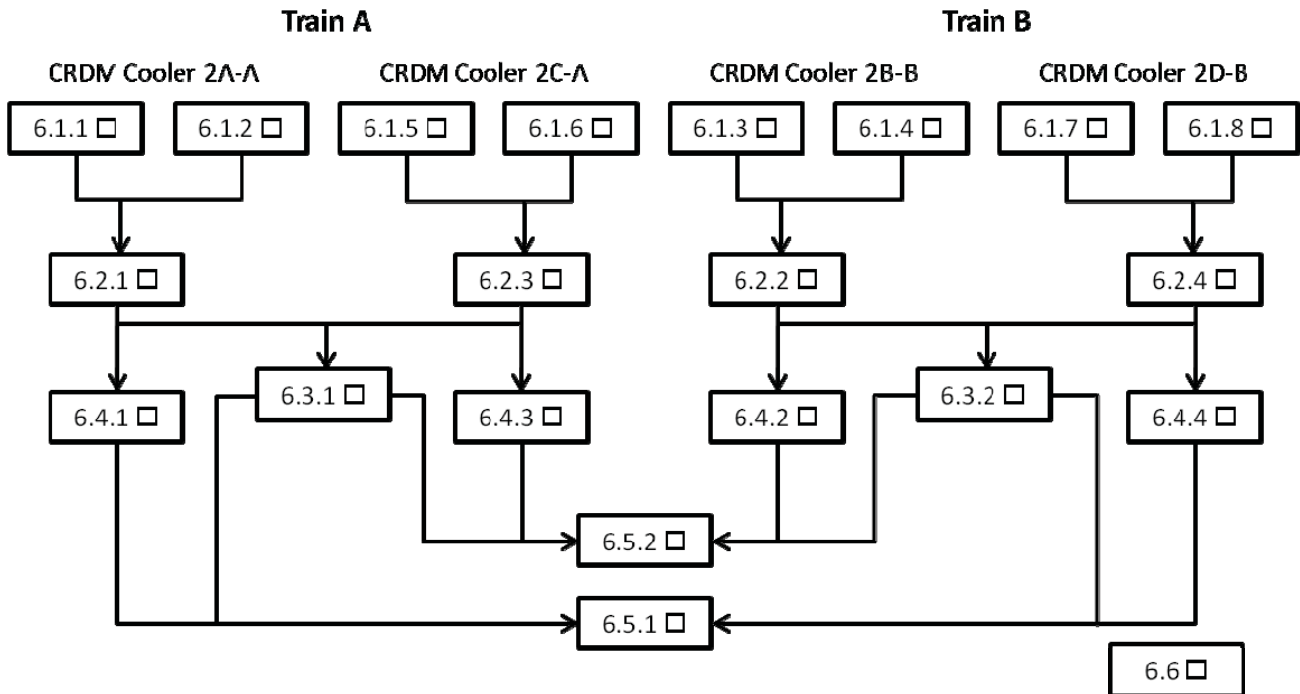 Train A Train B
CRDM Cooler 2A-A CRDM Cooler 2C-A CRDM Cooler 2B-B CRDM Cooler 2D-B
6.1.1 ☐ 6.1.2 ☐ 6.1.5 ☐ 6.1.6 ☐ 6.1.3 ☐ 6.1.4 ☐ 6.1.7 ☐ 6.1.8 ☐
6.2.1 ☐ 6.2.3 ☐ 6.2.2 ☐ 6.2.4 ☐
6.3.1 ☐ 6.3.2 ☐
6.4.1 ☐ 6.4.3 ☐ 6.4.2 ☐ 6.4.4 ☐
6.5.2 ☐
6.5.1 ☐
6.6 ☐